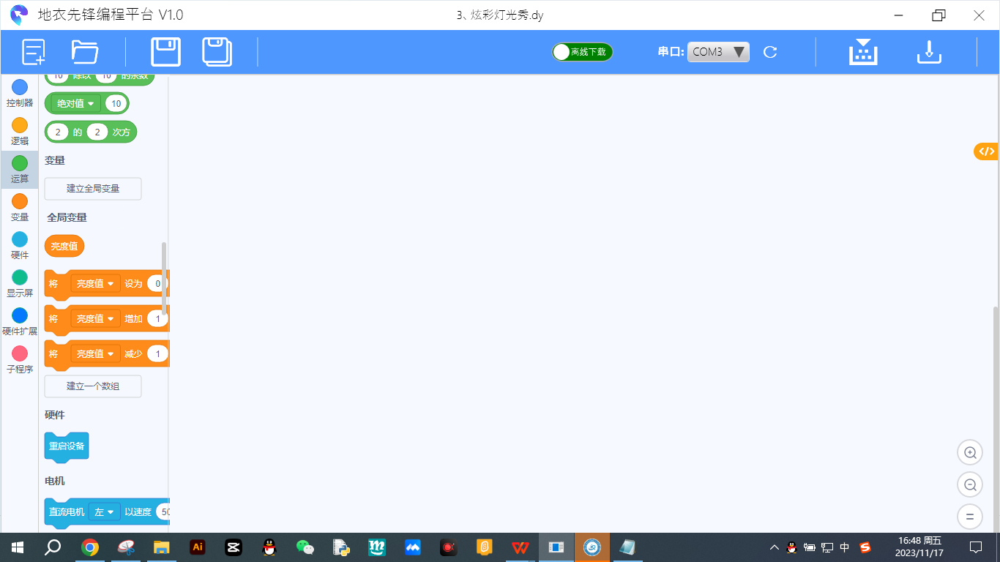 地衣先锋编程平台 V1.0
3、炫彩灯光秀.dy
离线下载
串口:
COM3
控制器
逻辑
运算
变量
硬件
显示屏
硬件扩展
子程序
10 除以 10 的余数
绝对值 10
2 的 2 次方
变量
建立全局变量
全局变量
亮度值
将 亮度值 设为 0
将 亮度值 增加 1
将 亮度值 减少 1
建立一个数组
硬件
重启设备
电机
直流电机 左 以速度 50
</>
Ai
中
16:48 周五
2023/11/17